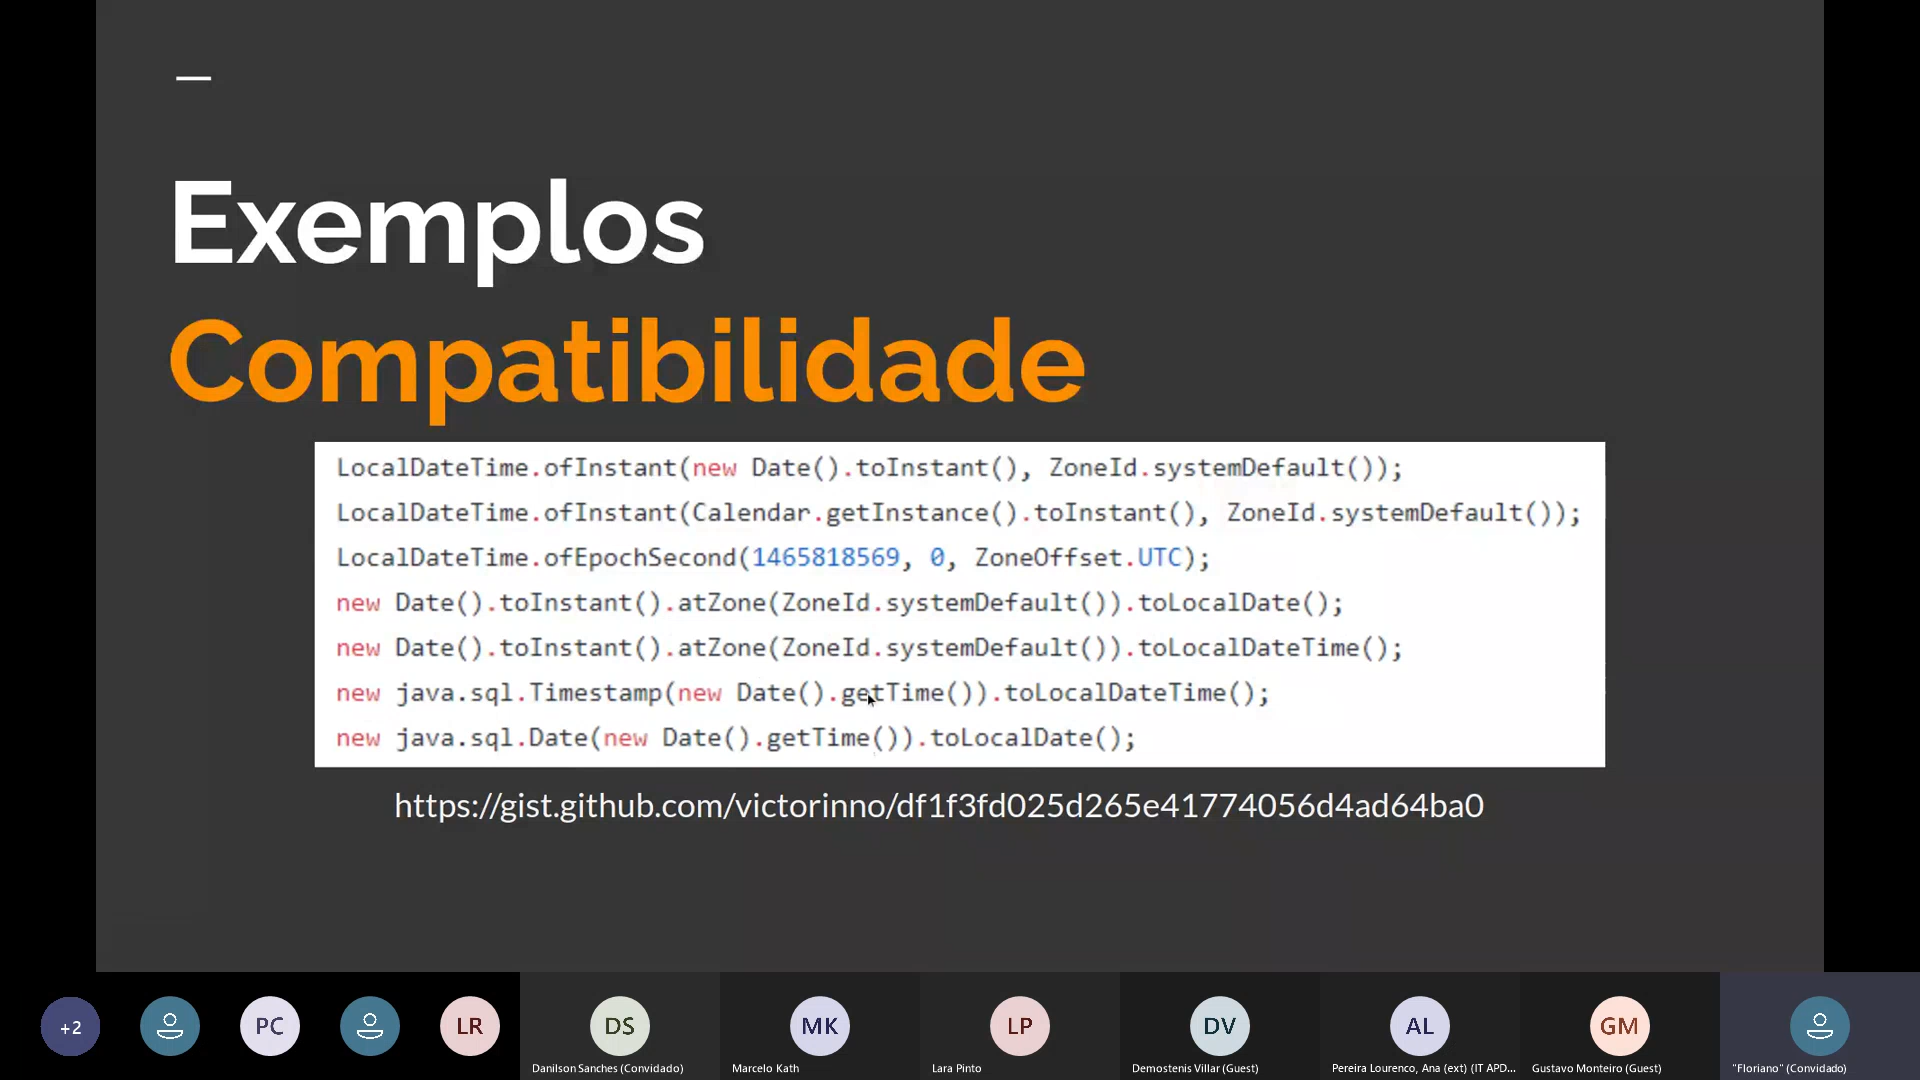 Exemplos
Compatibilidade
LocalDateTime.ofInstant(new Date().toInstant(), ZoneId.systemDefault());
LocalDateTime.ofInstant(Calendar.getInstance().toInstant(), ZoneId.systemDefault());
LocalDateTime.ofEpochSecond(1465818569, 0, ZoneOffset.UTC);
new Date().toInstant().atZone(ZoneId.systemDefault()).toLocalDate();
new Date().toInstant().atZone(ZoneId.systemDefault()).toLocalDateTime();
new java.sql.Timestamp(new Date().getTime()).toLocalDateTime();
new java.sql.Date(new Date().getTime()).toLocalDate();
https://gist.github.com/victorinno/df1f3fd025d265e41774056d4ad64ba0
+2 PC LR DS MK LP DV AL GM
Danilson Sanches (Convidado) Marcelo Kath Lara Pinto Demostenis Villar (Guest) Pereira Lourenco, Ana (ext) (IT APD... Gustavo Monteiro (Guest) "Floriano" (Convidado)